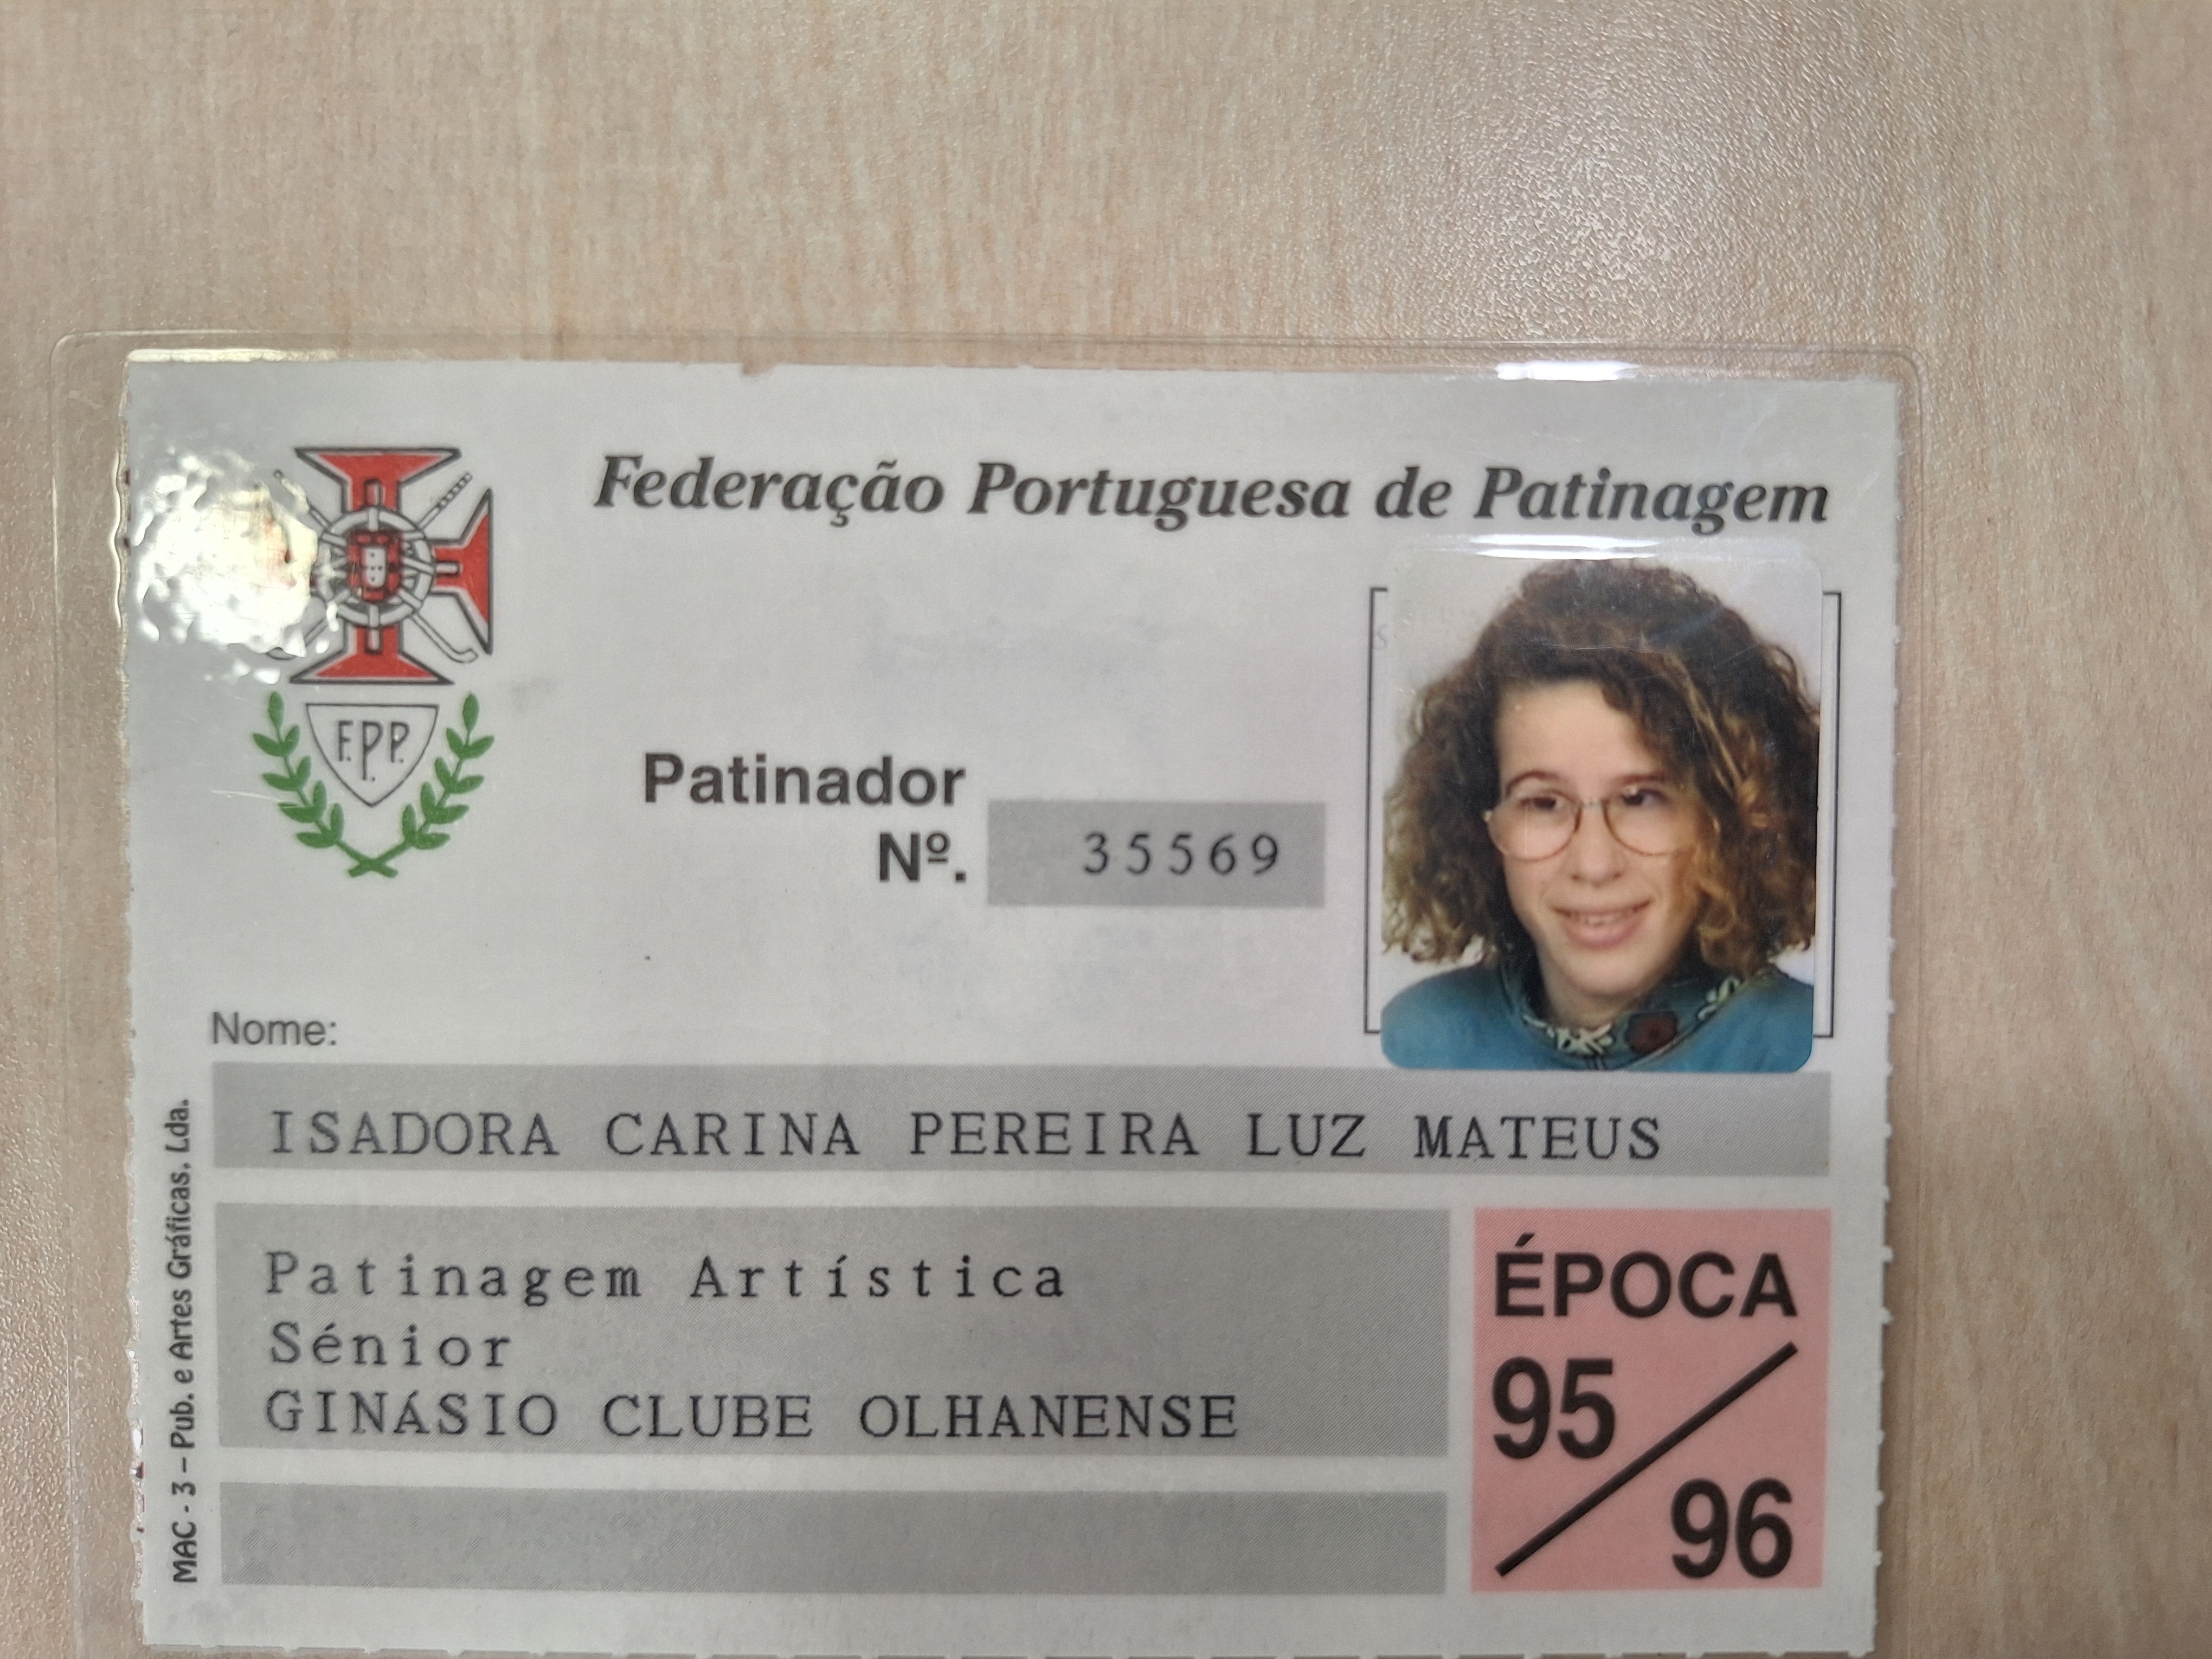 Federação Portuguesa de Patinagem
F.P.P.
Patinador
Nº. 35569
Nome:
ISADORA CARINA PEREIRA LUZ MATEUS
Patinagem Artística
Sénior
GINÁSIO CLUBE OLHANENSE
ÉPOCA
95/96
MAC - 3 – Pub. e Artes Gráficas, Lda.